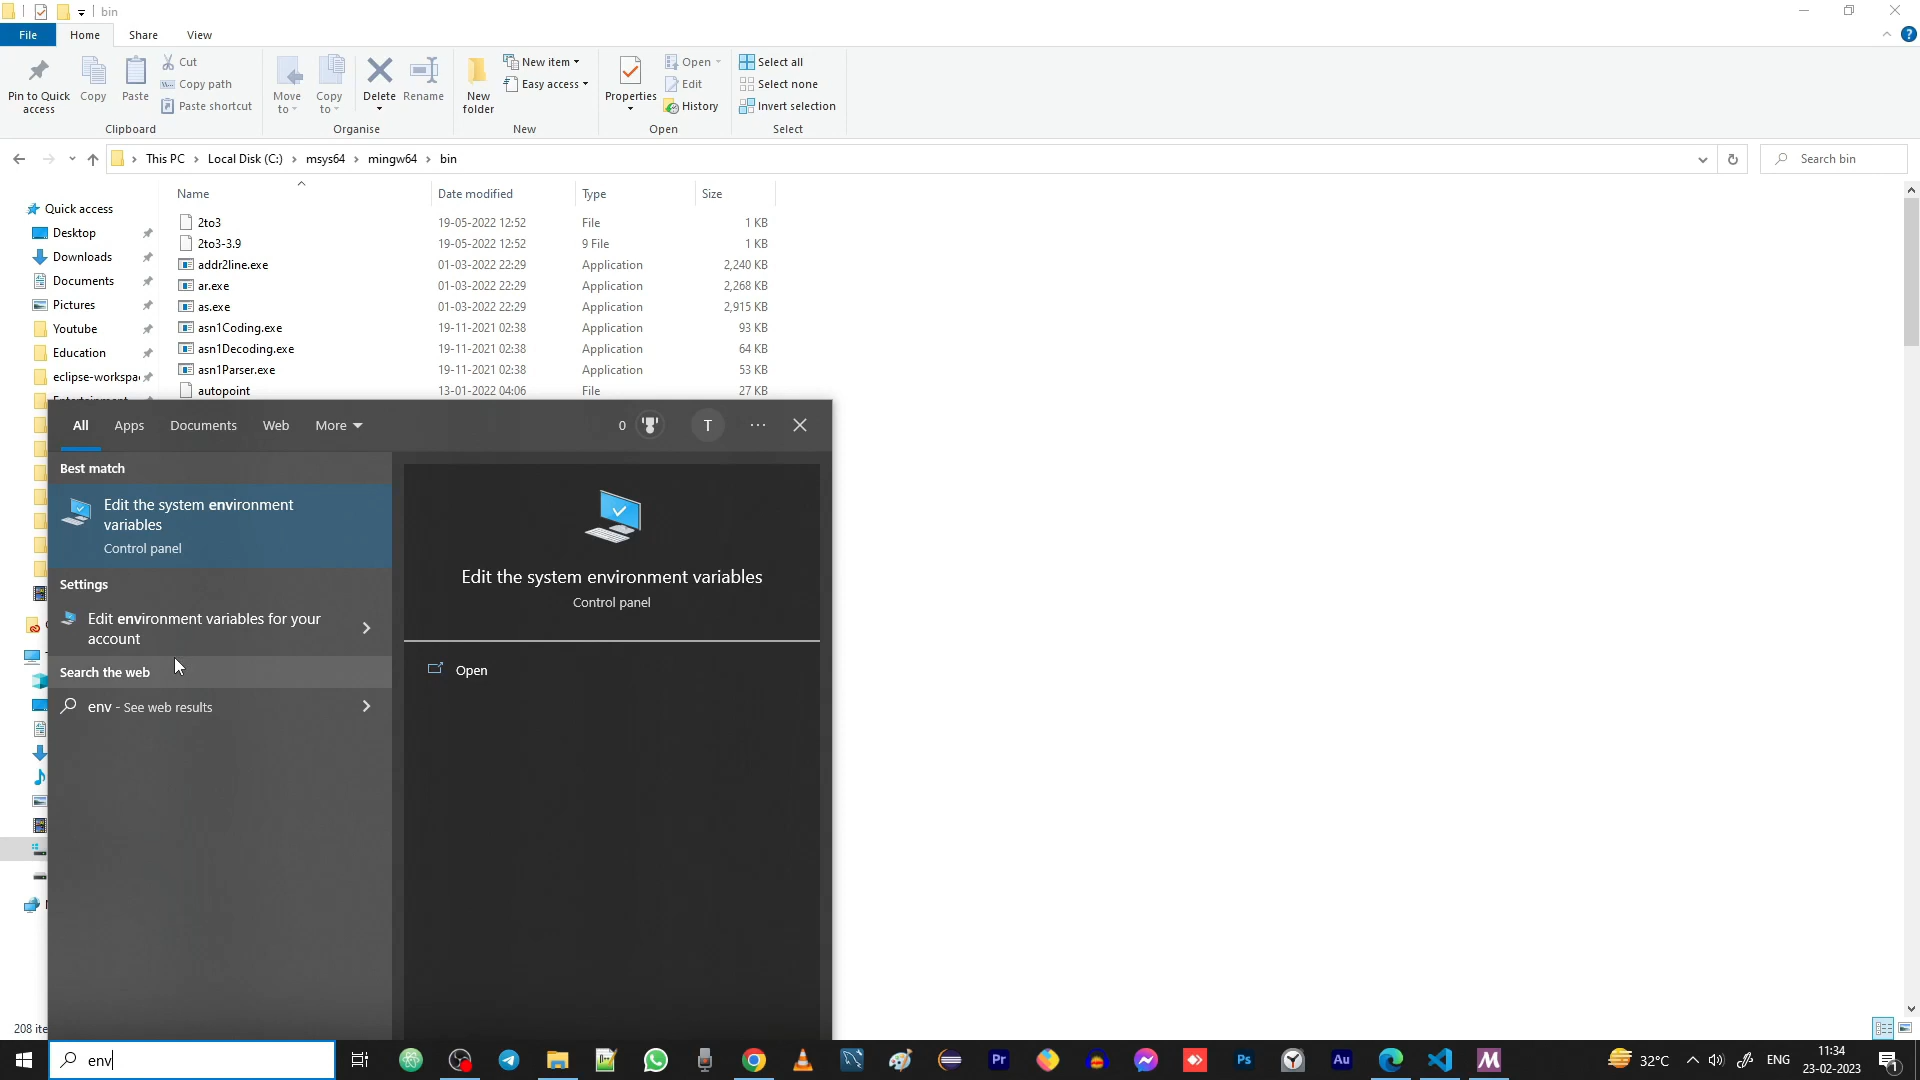 bin
File Home Share View
Pin to Quick access
Copy
Paste
Cut
Copy path
Paste shortcut
Clipboard
Move to
Copy to
Delete
Rename
Organise
New folder
New item
Easy access
New
Properties
Open
Edit
History
Open
Select all
Select none
Invert selection
Select
This PC › Local Disk (C:) › msys64 › mingw64 › bin
Search bin
Name Date modified Type Size
Quick access
Desktop
Downloads
Documents
Pictures
Youtube
Education
eclipse-workspa
2to3 19-05-2022 12:52 File 1 KB
2to3-3.9 19-05-2022 12:52 9 File 1 KB
addr2line.exe 01-03-2022 22:29 Application 2,240 KB
ar.exe 01-03-2022 22:29 Application 2,268 KB
as.exe 01-03-2022 22:29 Application 2,915 KB
asn1Coding.exe 19-11-2021 02:38 Application 93 KB
asn1Decoding.exe 19-11-2021 02:38 Application 64 KB
asn1Parser.exe 19-11-2021 02:38 Application 53 KB
autopoint 13-01-2022 04:06 File 27 KB
All Apps Documents Web More
0 T
Best match
Edit the system environment
variables
Control panel
Settings
Edit environment variables for your
account
Search the web
env - See web results
Edit the system environment variables
Control panel
Open
208 ite
env
Pr
Ps
Au
32°C
ENG
11:34
23-02-2023
1